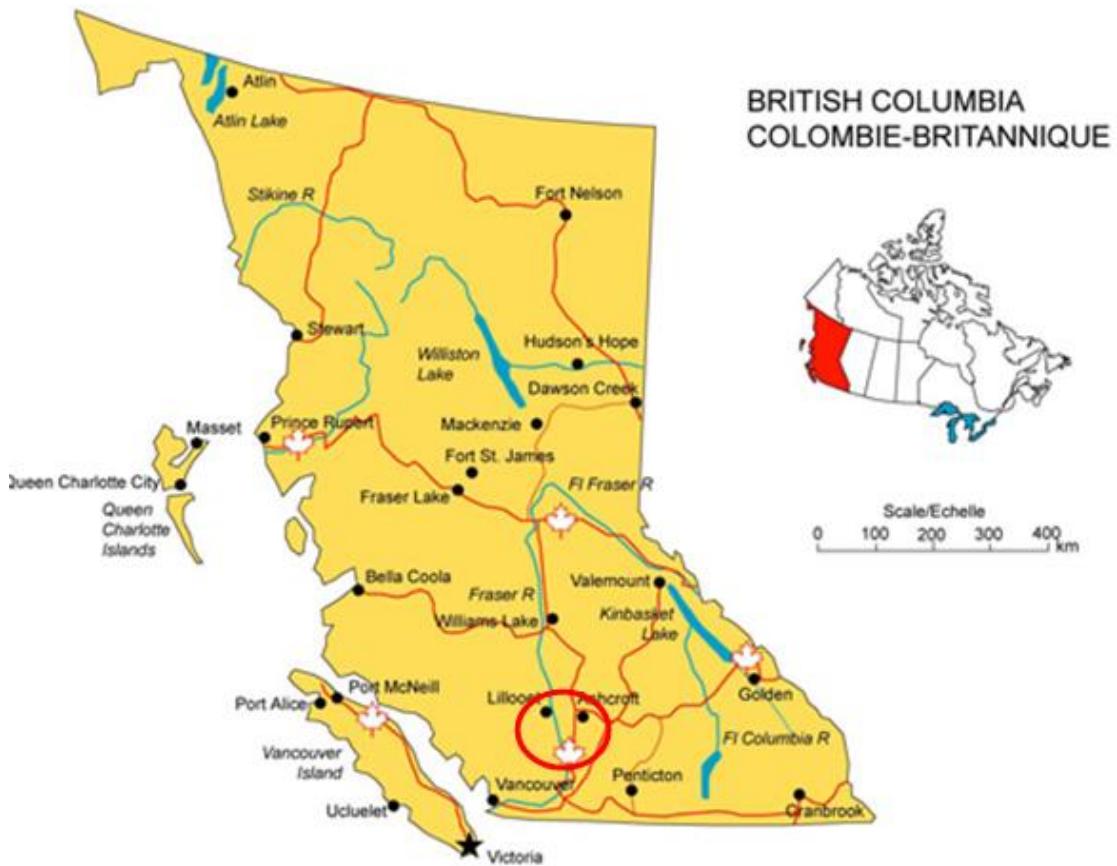 BRITISH COLUMBIA
COLOMBIE-BRITANNIQUE
Atlin
Atlin Lake
Stikine R
Fort Nelson
Stewart
Williston
Lake
Hudson's Hope
Dawson Creek
Mackenzie
Masset
Prince Rupert
Fort St. James
Queen Charlotte City
Fraser Lake
Fl Fraser R
Queen
Charlotte
Islands
Scale/Echelle
0 100 200 300 400
km
Bella Coola
Fraser R
Valemount
Williams Lake
Kinbasket
Lake
Port McNeill
Port Alice
Lillooet
Ashcroft
Golden
Vancouver
Island
Fl Columbia R
Vancouver
Penticton
Ucluelet
Cranbrook
Victoria